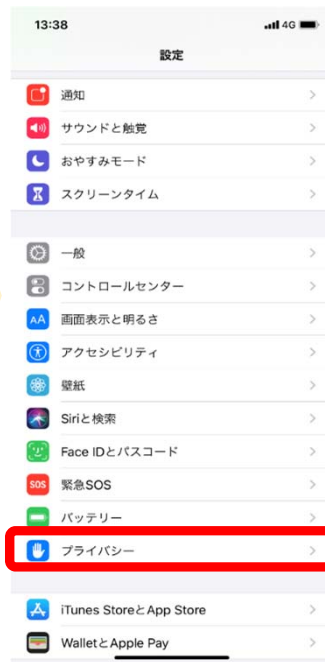 13:38 4G
設定
通知
サウンドと触覚
おやすみモード
スクリーンタイム
一般
コントロールセンター
AA 画面表示と明るさ
アクセシビリティ
壁紙
Siriと検索
Face IDとパスコード
SOS 緊急SOS
バッテリー
プライバシー
iTunes StoreとApp Store
WalletとApple Pay